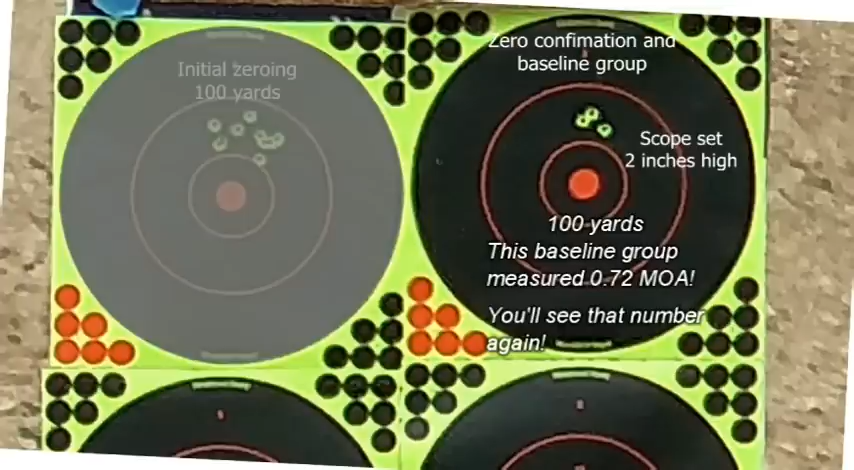 Initial zeroing
100 yards
Zero confimation and
baseline group
Scope set
2 inches high
100 yards
This baseline group
measured 0.72 MOA!
You'll see that number
again!